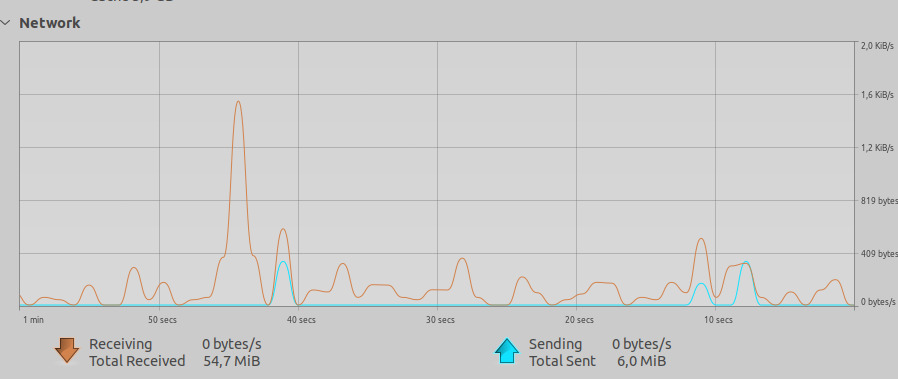 Network
2,0 KiB/s
1,6 KiB/s
1,2 KiB/s
819 bytes
409 bytes
0 bytes/s
1 min 50 secs 40 secs 30 secs 20 secs 10 secs
Receiving 0 bytes/s Sending 0 bytes/s
Total Received 54,7 MiB Total Sent 6,0 MiB